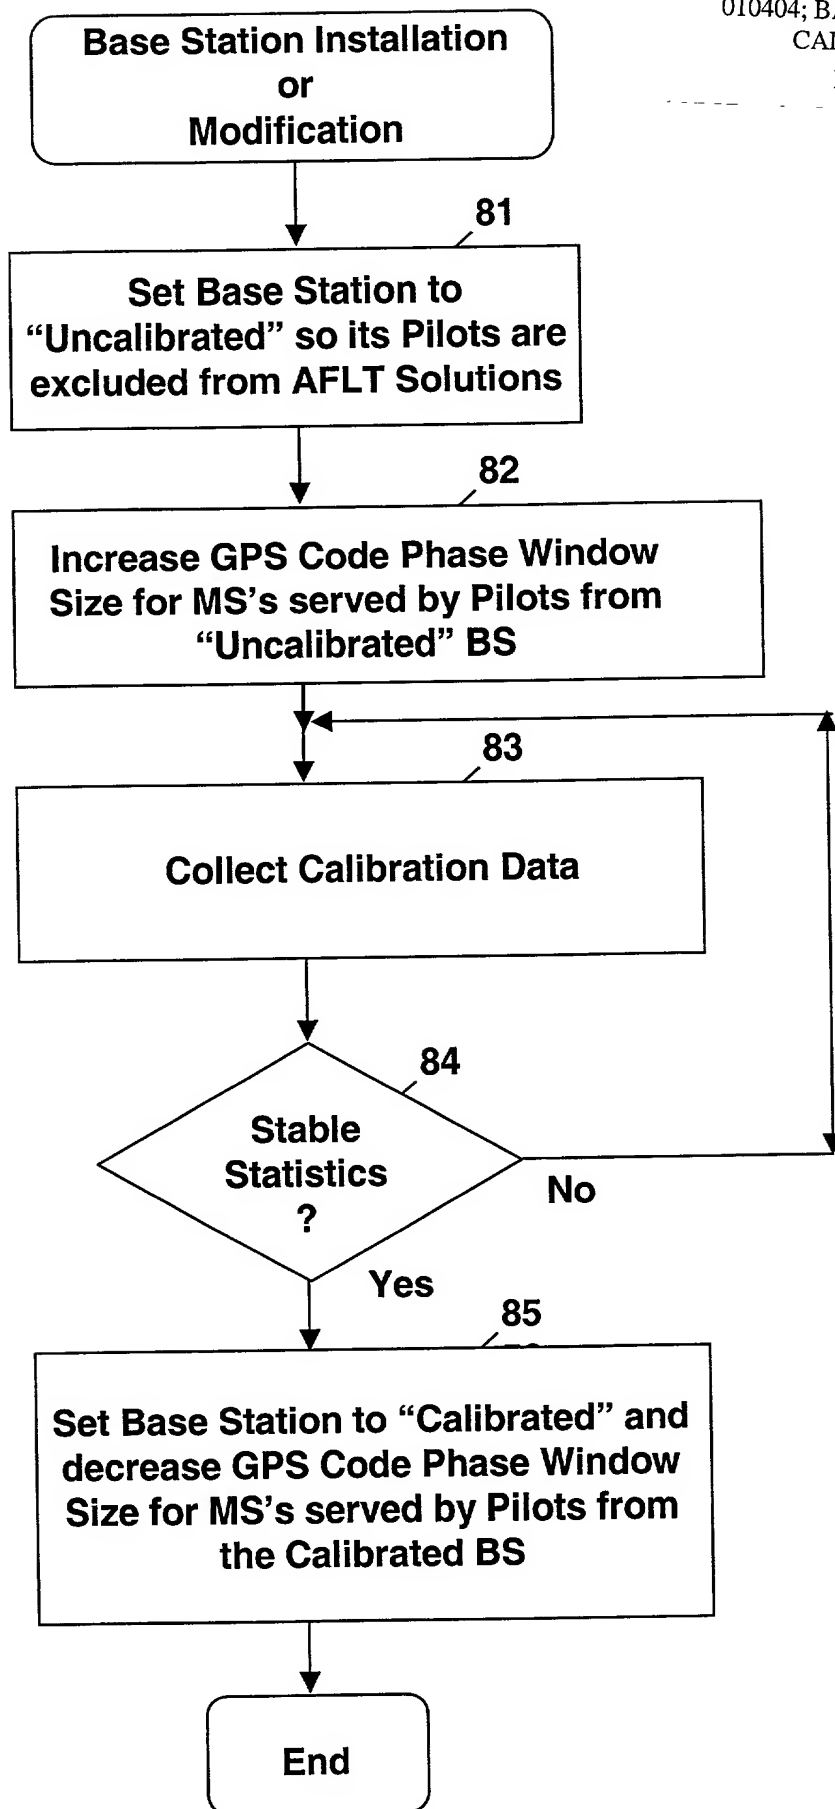 010404; B
CA
Base Station Installation
or
Modification
81
Set Base Station to
“Uncalibrated” so its Pilots are
excluded from AFLT Solutions
82
Increase GPS Code Phase Window
Size for MS's served by Pilots from
“Uncalibrated” BS
83
Collect Calibration Data
84
Stable
Statistics
?
No
Yes
85
Set Base Station to “Calibrated” and
decrease GPS Code Phase Window
Size for MS's served by Pilots from
the Calibrated BS
End